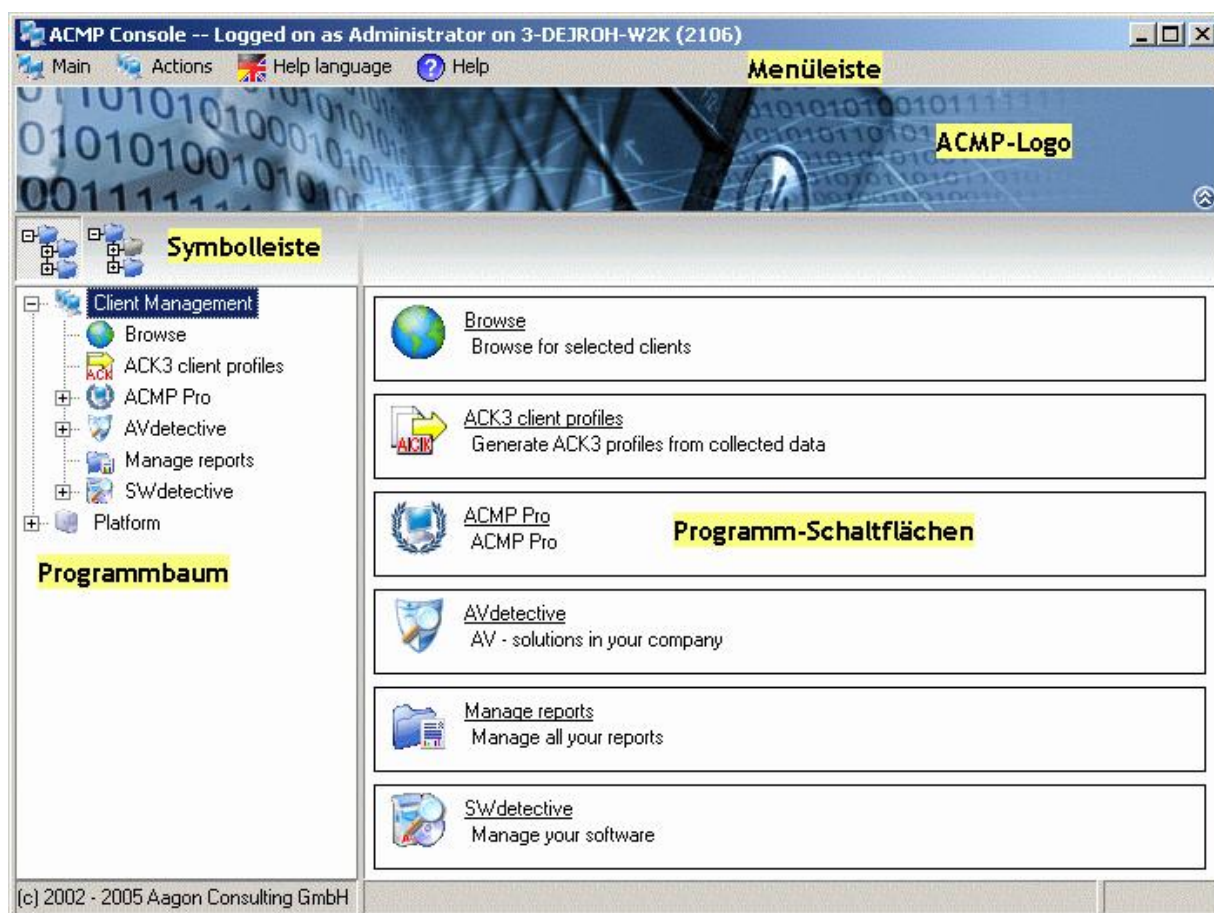 ACMP Console -- Logged on as Administrator on 3-DEJROH-W2K (2106)
Main Actions Help language ? Help
Menüleiste
ACMP-Logo
Symbolleiste
Client Management
Browse
ACK3 client profiles
ACMP Pro
AVdetective
Manage reports
SWdetective
Platform
Programmbaum
Browse
Browse for selected clients
ACK3 client profiles
Generate ACK3 profiles from collected data
ACMP Pro
ACMP Pro
Programm-Schaltflächen
AVdetective
AV - solutions in your company
Manage reports
Manage all your reports
SWdetective
Manage your software
(c) 2002 - 2005 Aagon Consulting GmbH